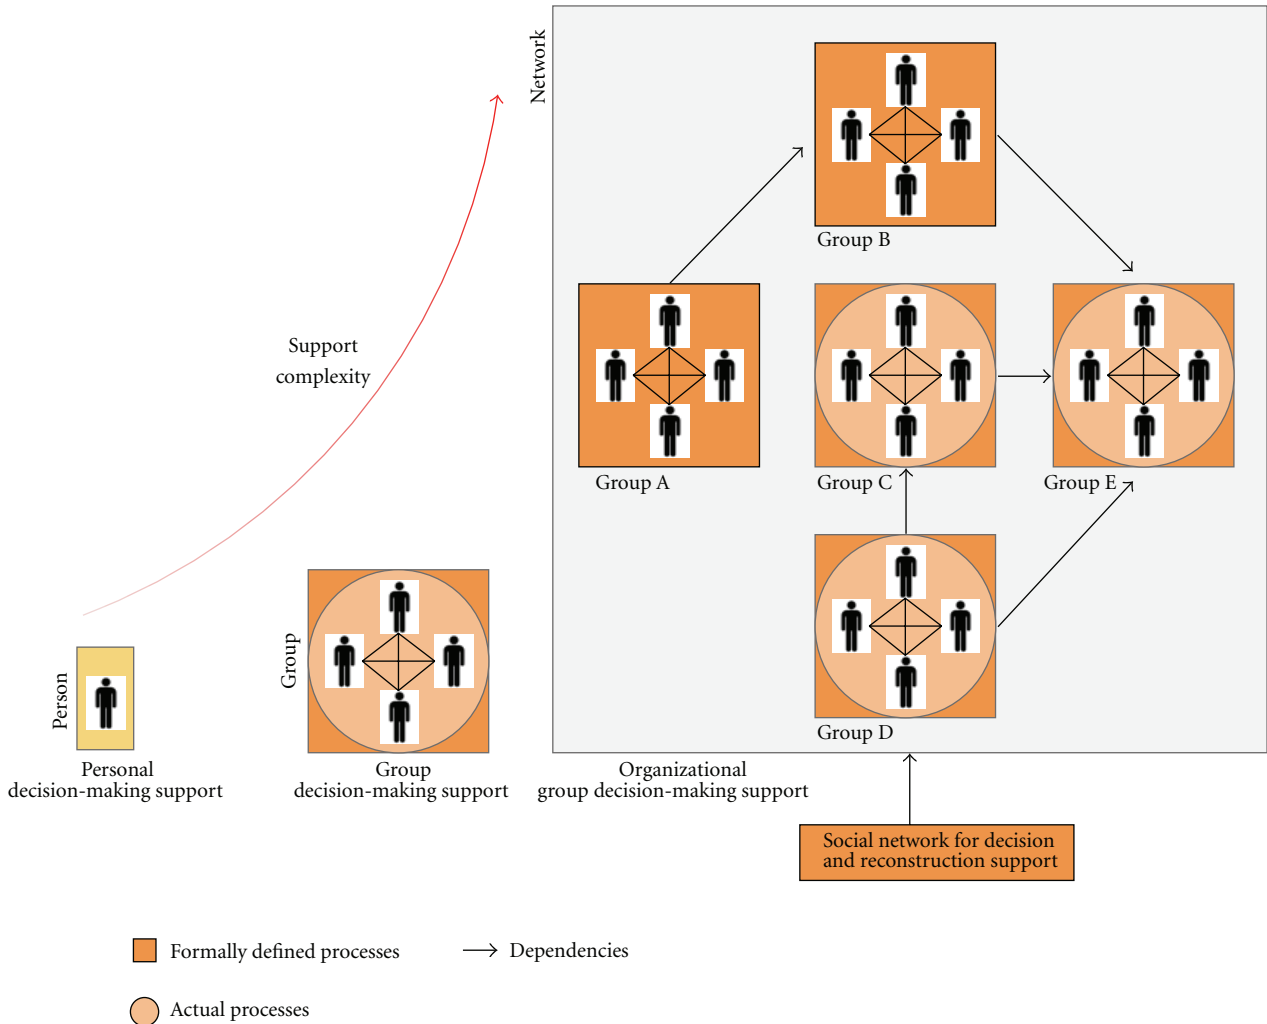 Network
Group B
Support
complexity
Group A
Group C
Group E
Group
Person
Group D
Personal
decision-making support
Group
decision-making support
Organizational
group decision-making support
Social network for decision
and reconstruction support
Formally defined processes
Dependencies
Actual processes